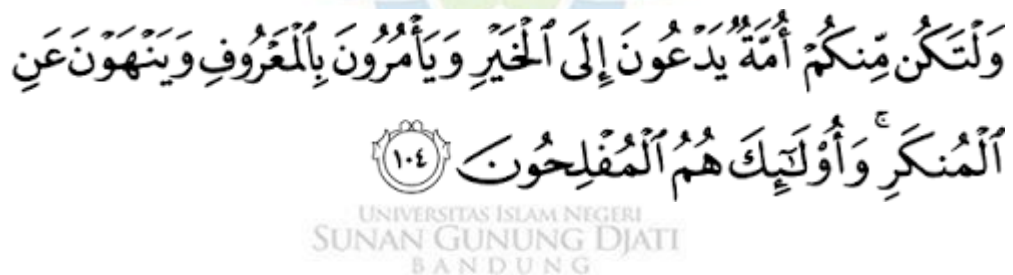 وَلْتَكُن مِّنكُمْ أُمَّةٌ يَدْعُونَ إِلَى ٱلْخَيْرِ وَيَأْمُرُونَ بِٱلْمَعْرُوفِ وَيَنْهَوْنَ عَنِ
ٱلْمُنكَرِ ۚ وَأُو۟لَـٰٓئِكَ هُمُ ٱلْمُفْلِحُونَ ١٠٤
UNIVERSITAS ISLAM NEGERI
SUNAN GUNUNG DJATI
BANDUNG